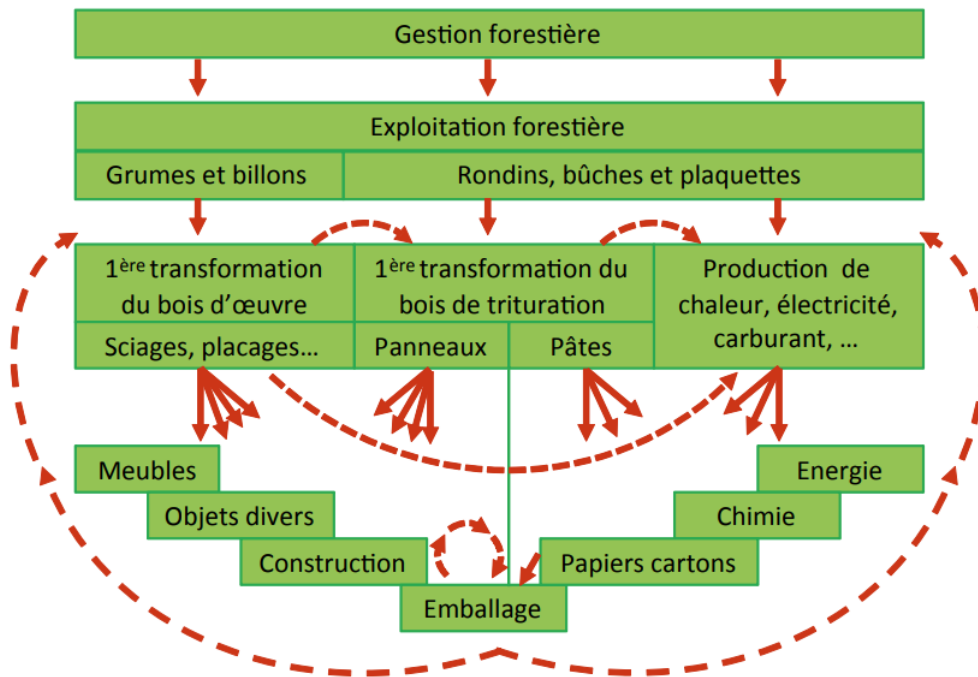 Gestion forestière
Exploitation forestière
Grumes et billons
Rondins, bûches et plaquettes
1ère transformation
du bois d'œuvre
1ère transformation du
bois de trituration
Production de
chaleur, électricité,
carburant, ...
Sciages, placages...
Panneaux
Pâtes
Meubles
Energie
Objets divers
Chimie
Construction
Papiers cartons
Emballage